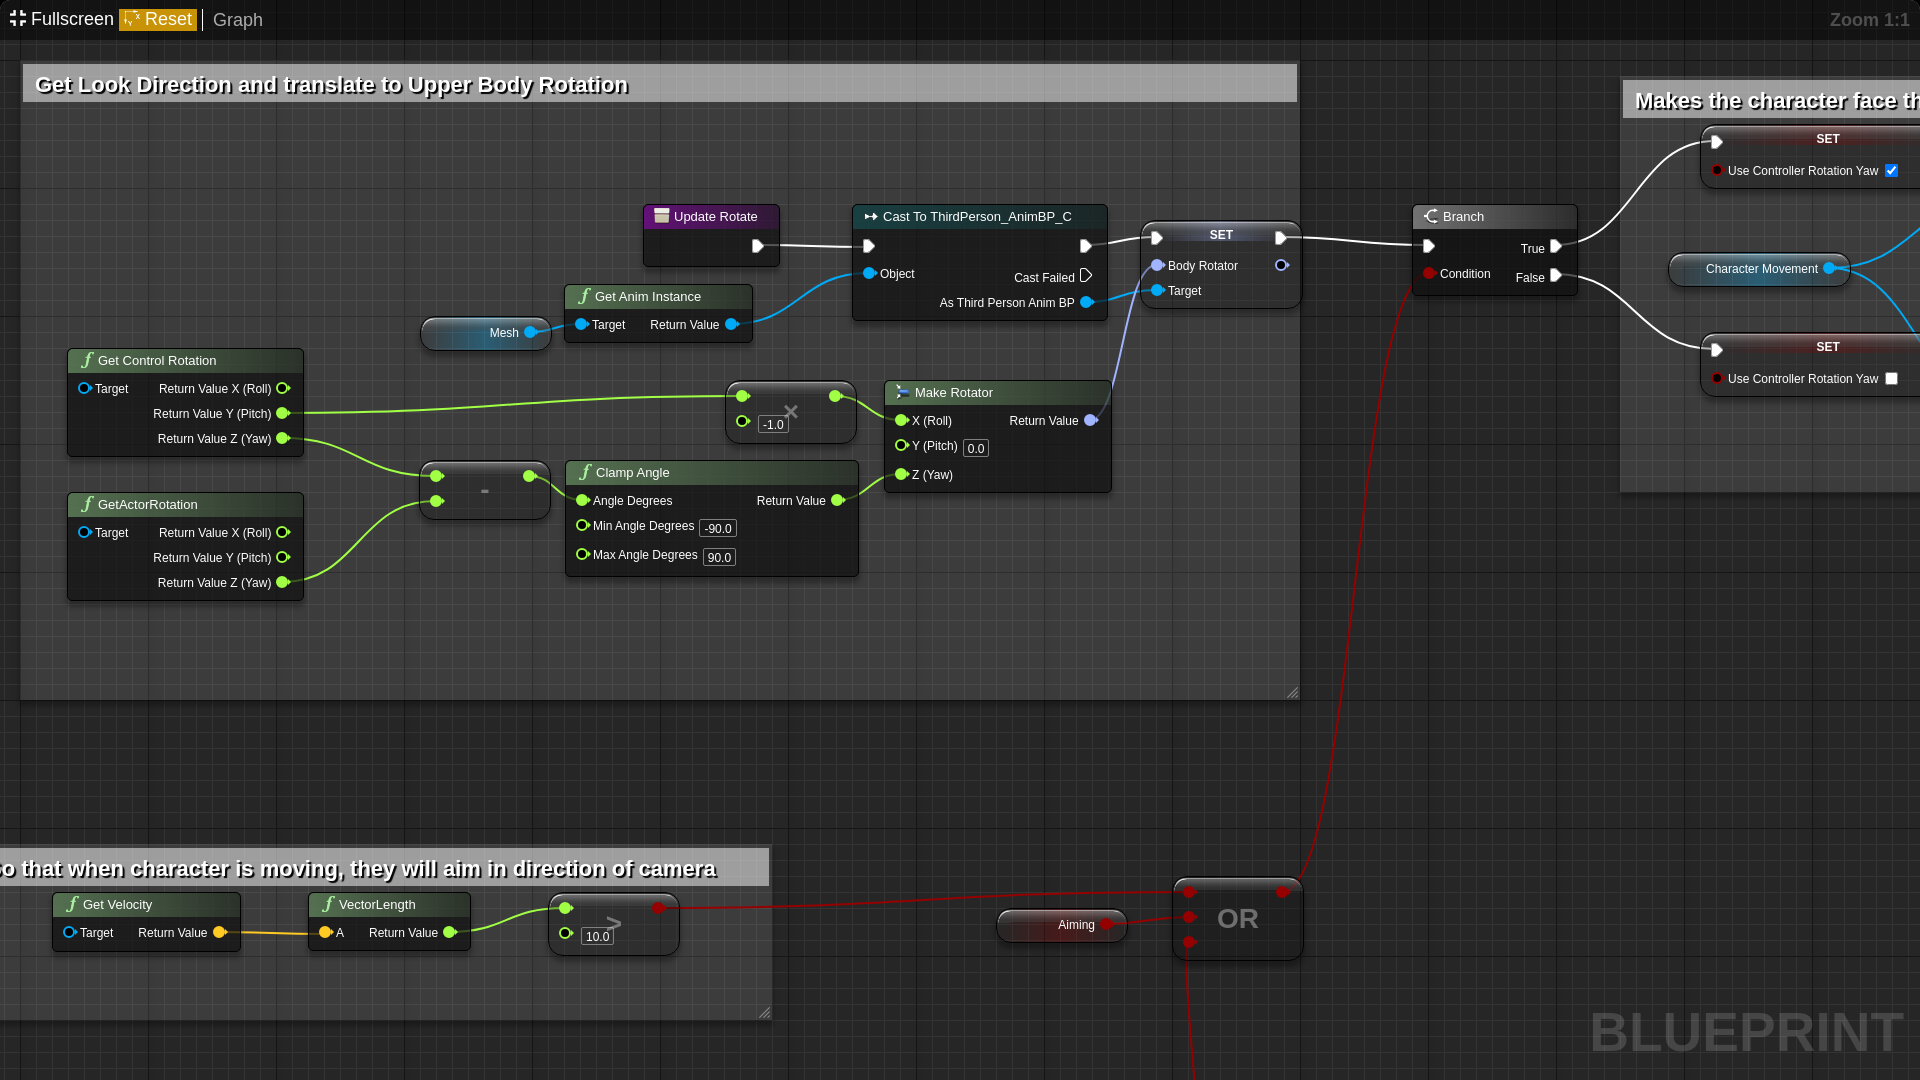 Fullscreen Reset Graph
Zoom 1:1
Get Look Direction and translate to Upper Body Rotation
Makes the character face th
SET
Use Controller Rotation Yaw
Update Rotate
Cast To ThirdPerson_AnimBP_C
Object
Cast Failed
As Third Person Anim BP
SET
Body Rotator
Target
Branch
True
Condition
False
Character Movement
Get Anim Instance
Target Return Value
Mesh
SET
Use Controller Rotation Yaw
Get Control Rotation
Target Return Value X (Roll)
Return Value Y (Pitch)
Return Value Z (Yaw)
×
-1.0
Make Rotator
X (Roll) Return Value
Y (Pitch) 0.0
Z (Yaw)
-
Clamp Angle
Angle Degrees Return Value
Min Angle Degrees -90.0
Max Angle Degrees 90.0
GetActorRotation
Target Return Value X (Roll)
Return Value Y (Pitch)
Return Value Z (Yaw)
so that when character is moving, they will aim in direction of camera
Get Velocity
Target Return Value
VectorLength
A Return Value
>
10.0
Aiming
OR
BLUEPRINT